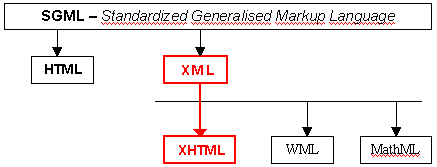 SGML – Standardized Generalised Markup Language
HTML XML
XHTML WML MathML